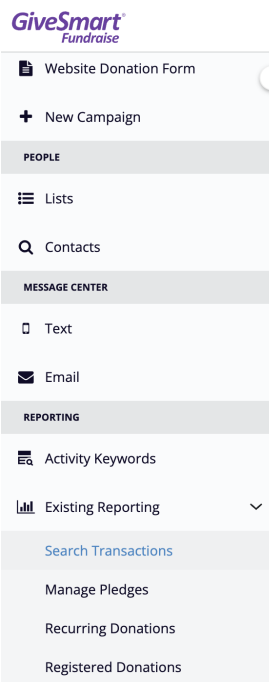 GiveSmart®
Fundraise
Website Donation Form
New Campaign
PEOPLE
Lists
Contacts
MESSAGE CENTER
Text
Email
REPORTING
Activity Keywords
Existing Reporting
Search Transactions
Manage Pledges
Recurring Donations
Registered Donations